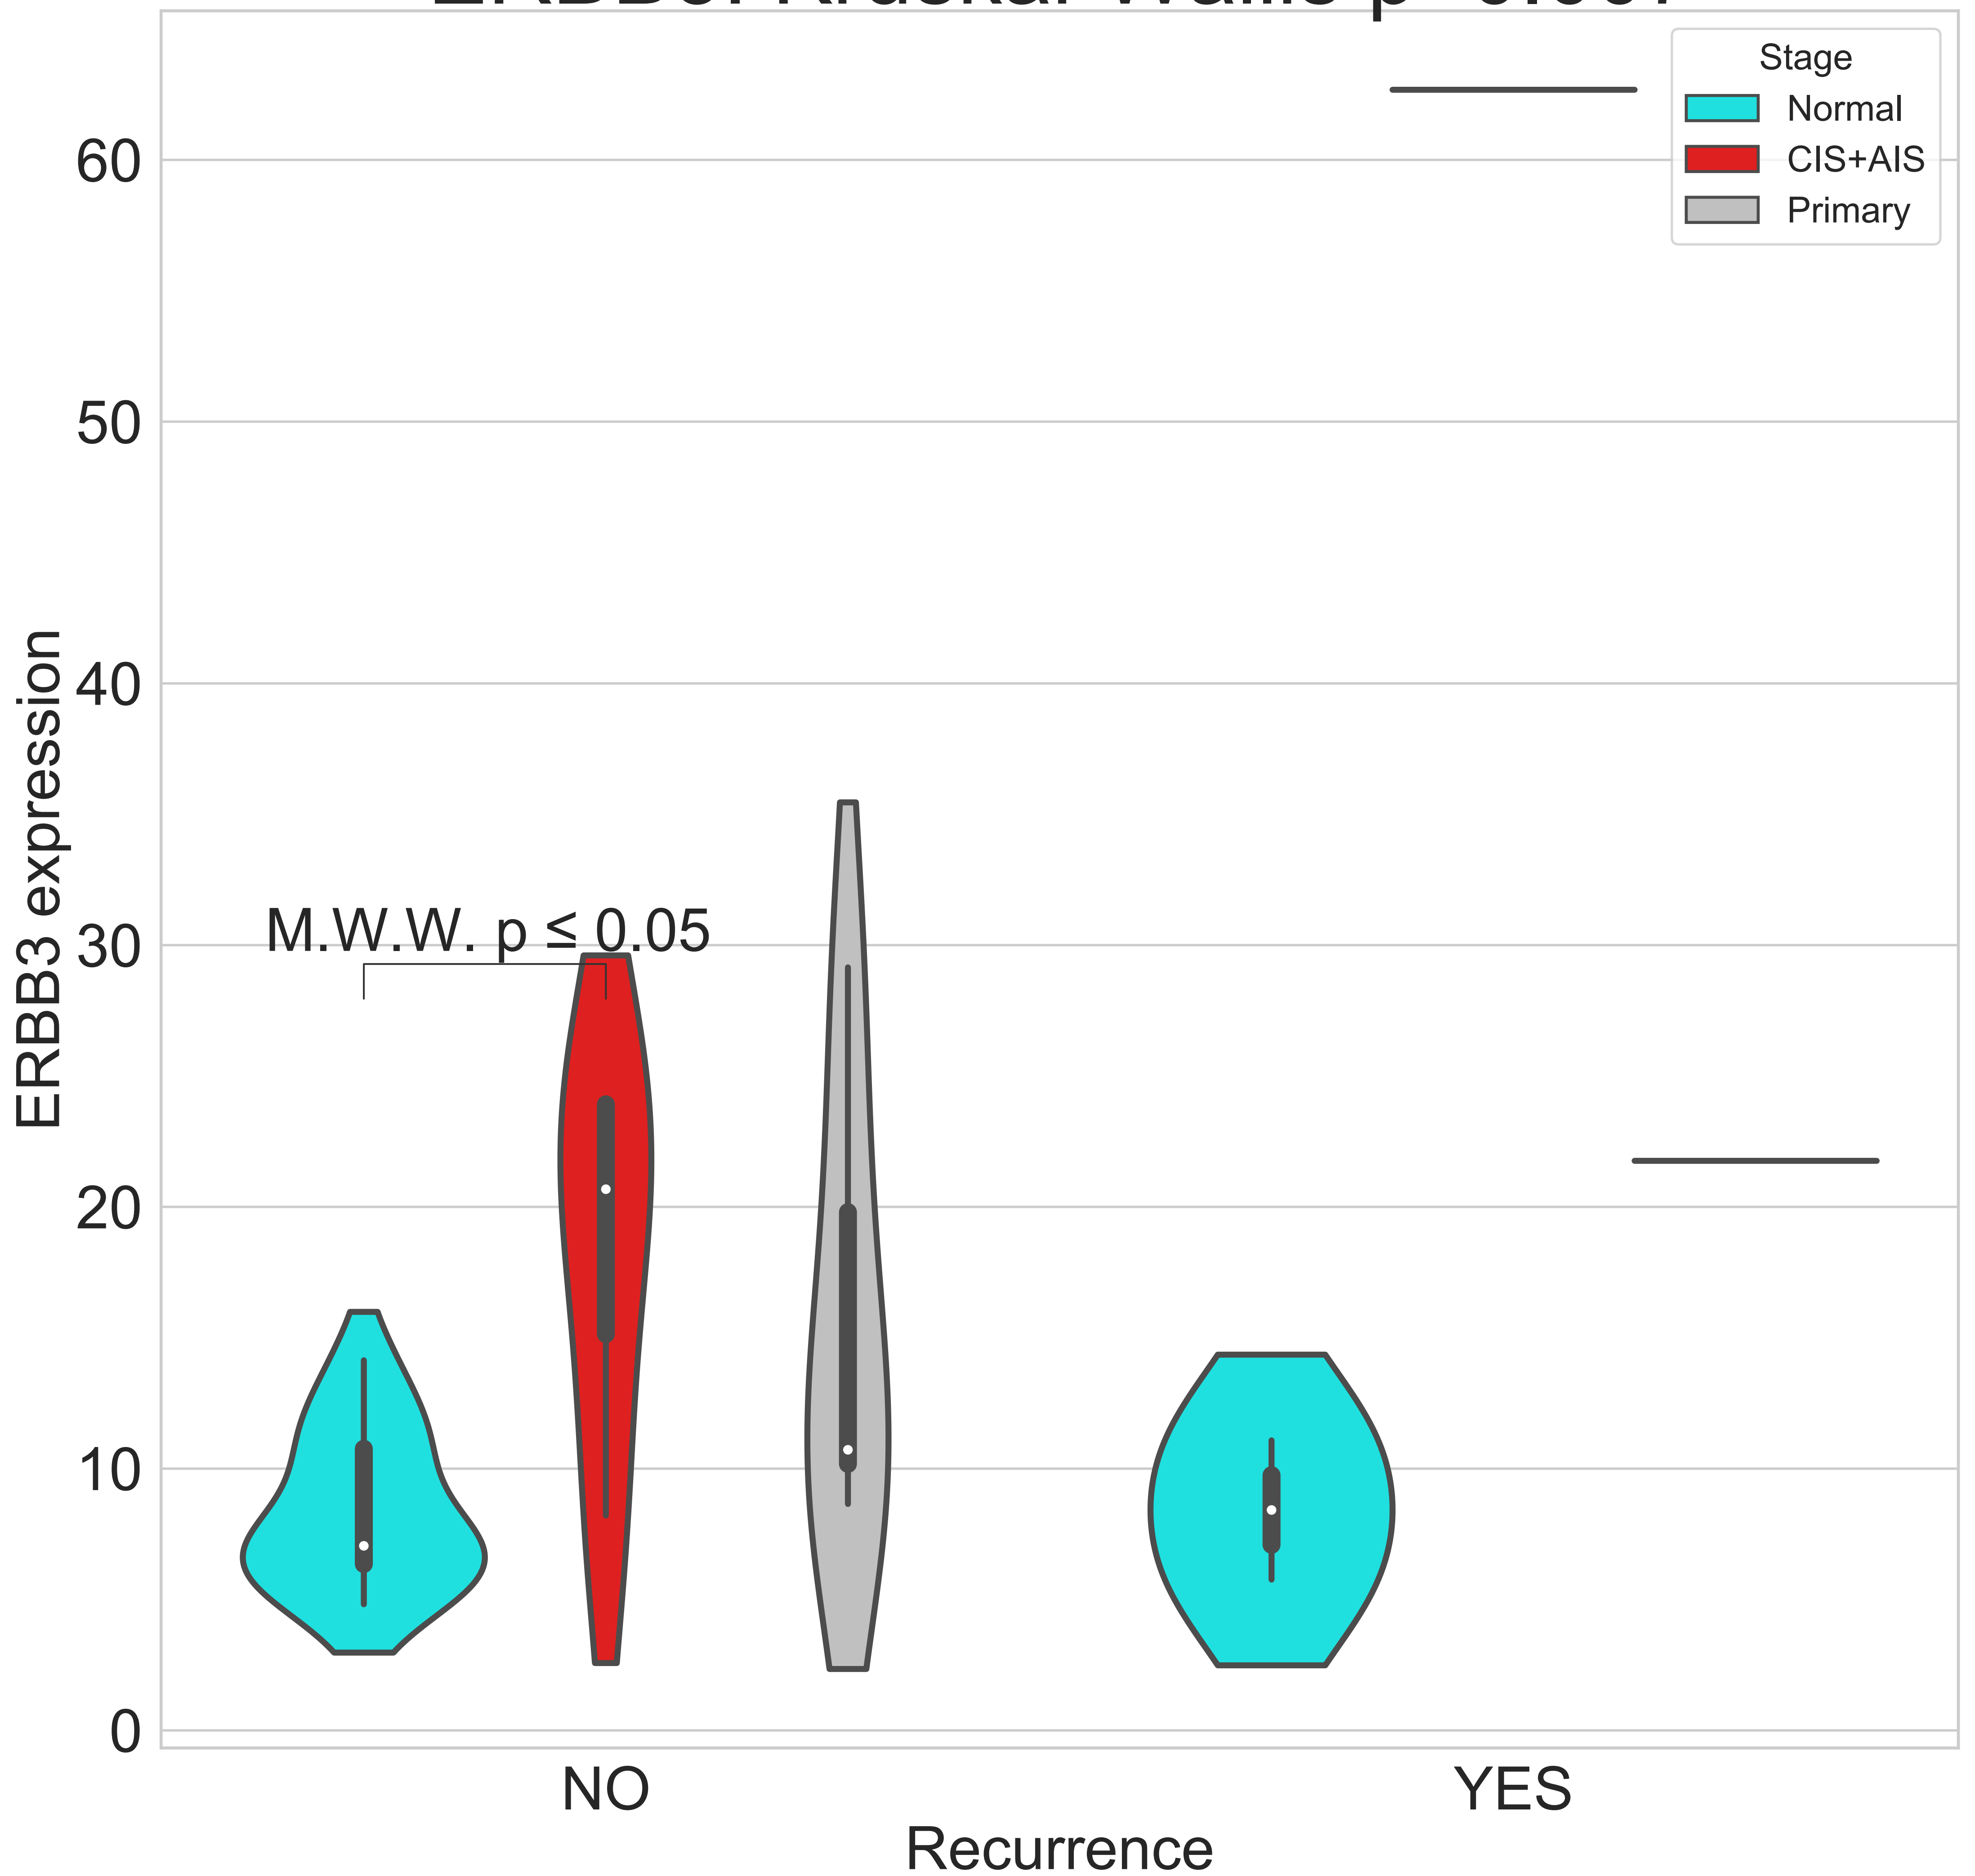 Stage
Normal
CIS+AIS
Primary
60
50
40
30
20
10
0
ERBB3 expression
M.W.W. p ≤ 0.05
NO
YES
Recurrence